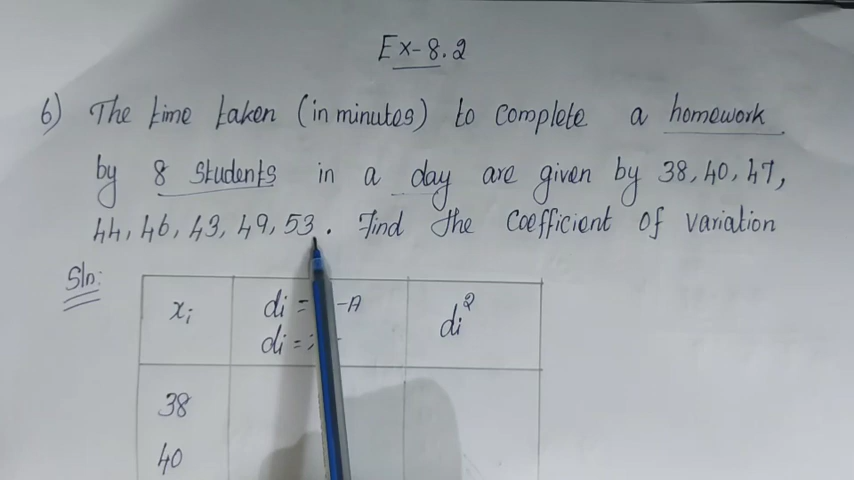 Ex-8.2
6) The time taken (in minutes) to complete a homework
by 8 students in a day are given by 38, 40, 47,
44, 46, 43, 49, 53. Find the coefficient of variation
Sln:
xi di = -A di²
di =
38
40